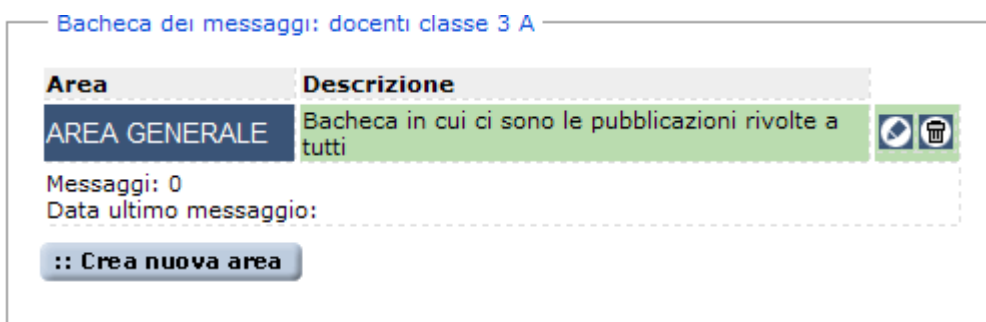 Bacheca dei messaggi: docenti classe 3 A
Area Descrizione
AREA GENERALE Bacheca in cui ci sono le pubblicazioni rivolte a
tutti
Messaggi: 0
Data ultimo messaggio:
:: Crea nuova area